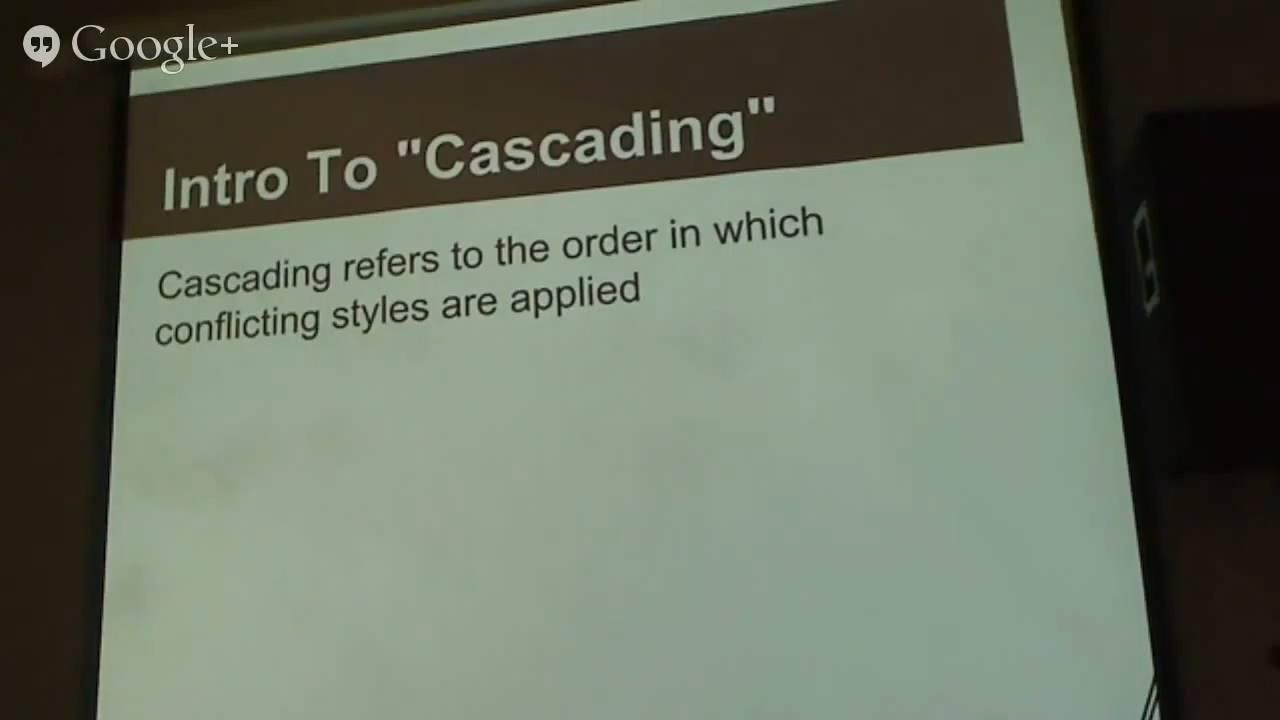 Google+
Intro To "Cascading"
Cascading refers to the order in which
conflicting styles are applied